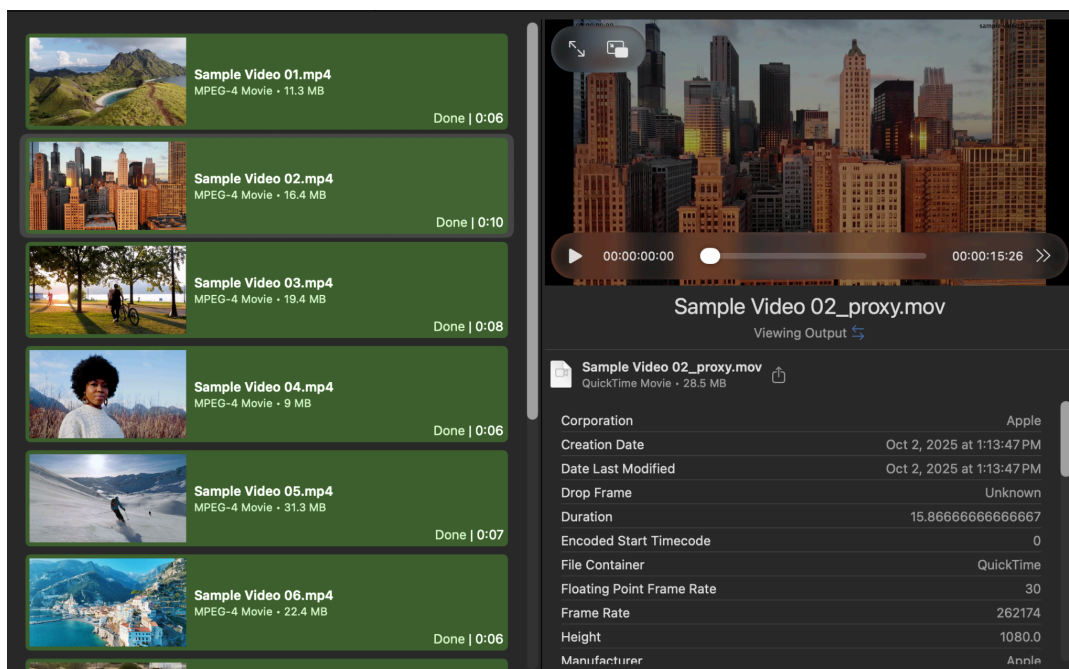 Sample Video 01.mp4
MPEG-4 Movie • 11.3 MB
Done | 0:06
Sample Video 02.mp4
MPEG-4 Movie • 16.4 MB
Done | 0:10
Sample Video 03.mp4
MPEG-4 Movie • 19.4 MB
Done | 0:08
Sample Video 04.mp4
MPEG-4 Movie • 9 MB
Done | 0:06
Sample Video 05.mp4
MPEG-4 Movie • 31.3 MB
Done | 0:07
Sample Video 06.mp4
MPEG-4 Movie • 22.4 MB
Done | 0:06
00:00:00:00
00:00:15:26
Sample Video 02_proxy.mov
Viewing Output
Sample Video 02_proxy.mov
QuickTime Movie • 28.5 MB
Corporation Apple
Creation Date Oct 2, 2025 at 1:13:47 PM
Date Last Modified Oct 2, 2025 at 1:13:47 PM
Drop Frame Unknown
Duration 15.86666666666667
Encoded Start Timecode 0
File Container QuickTime
Floating Point Frame Rate 30
Frame Rate 262174
Height 1080.0
Manufacturer Apple